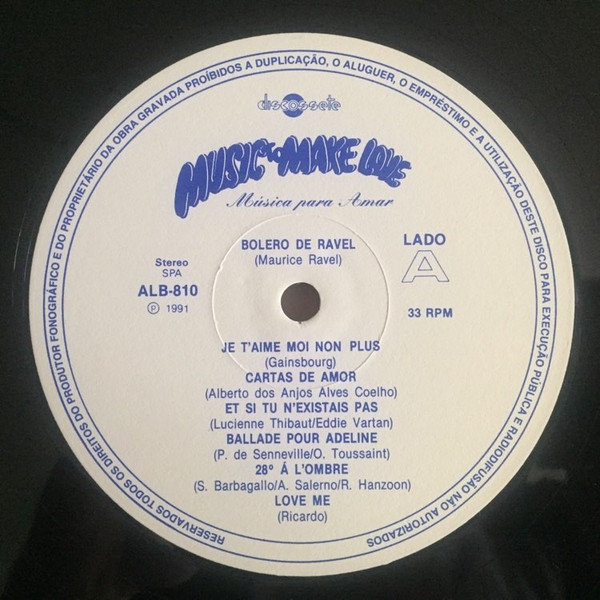 RESERVADOS TODOS OS DIREITOS DO PRODUTOR FONOGRÁFICO E DO PROPRIETÁRIO DA OBRA GRAVADA PROÍBIDOS A DUPLICAÇÃO, O ALUGUER, O EMPRÉSTIMO E A UTILIZAÇÃO DESTE DISCO PARA EXECUÇÃO PÚBLICA E RADIODIFUSÃO NÃO AUTORIZADOS
discossete
MUSIC to MAKE LOVE
Música para Amar
BOLERO DE RAVEL
(Maurice Ravel)
LADO
A
Stereo
SPA
ALB-810
℗ 1991
33 RPM
JE T'AIME MOI NON PLUS
(Gainsbourg)
CARTAS DE AMOR
(Alberto dos Anjos Alves Coelho)
ET SI TU N'EXISTAIS PAS
(Lucienne Thibaut/Eddie Vartan)
BALLADE POUR ADELINE
(P. de Senneville/O. Toussaint)
28º Á L'OMBRE
(S. Barbagallo/A. Salerno/R. Hanzoon)
LOVE ME
(Ricardo)